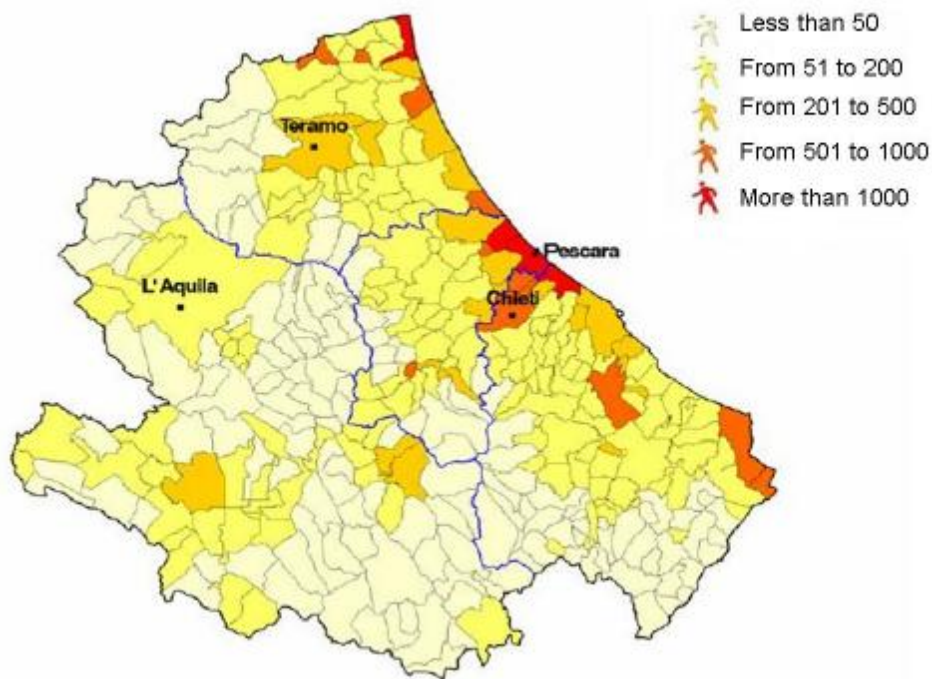 Less than 50
From 51 to 200
From 201 to 500
From 501 to 1000
More than 1000
Teramo
Pescara
L'Aquila
Chieti